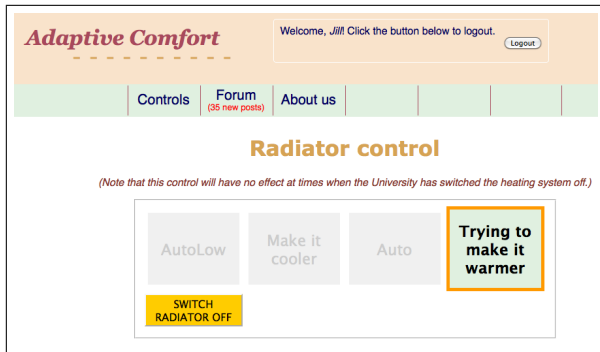 Adaptive Comfort
Welcome, Jill! Click the button below to logout.
Logout
Controls
Forum
(35 new posts)
About us
Radiator control
(Note that this control will have no effect at times when the University has switched the heating system off.)
AutoLow
Make it
cooler
Auto
Trying to
make it
warmer
SWITCH
RADIATOR OFF